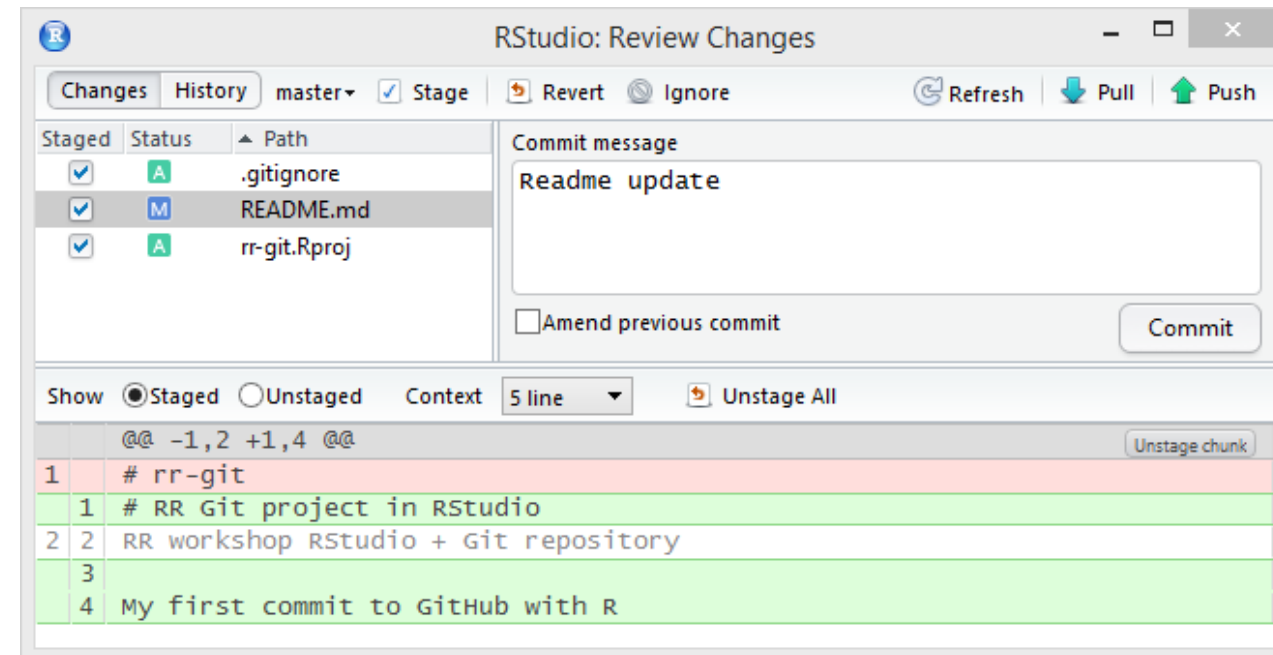 R RStudio: Review Changes
Changes History master Stage Revert Ignore Refresh Pull Push
Staged Status Path
A .gitignore
M README.md
A rr-git.Rproj
Commit message
Readme update
Amend previous commit
Commit
Show Staged Unstaged Context 5 line Unstage All
@@ -1,2 +1,4 @@ Unstage chunk
1 # rr-git
1 # RR Git project in RStudio
2 2 RR workshop RStudio + Git repository
3
4 My first commit to GitHub with R